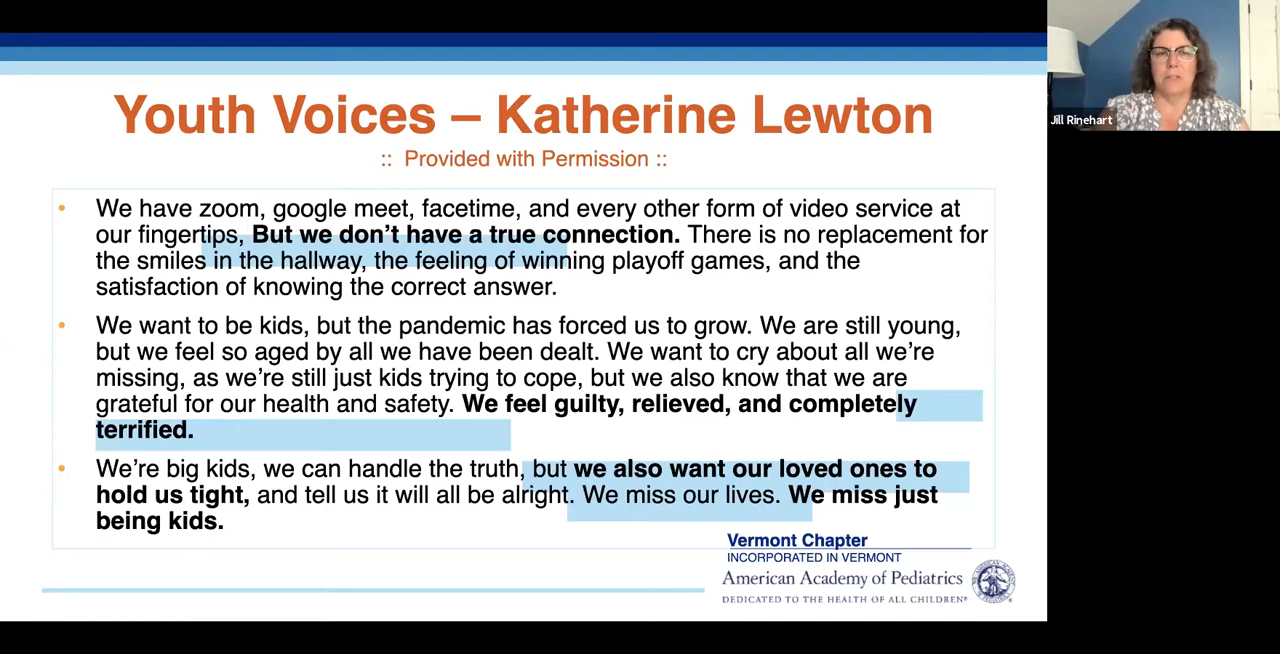 Youth Voices – Katherine Lewton
:: Provided with Permission ::
• We have zoom, google meet, facetime, and every other form of video service at
our fingertips, But we don't have a true connection. There is no replacement for
the smiles in the hallway, the feeling of winning playoff games, and the
satisfaction of knowing the correct answer.
• We want to be kids, but the pandemic has forced us to grow. We are still young,
but we feel so aged by all we have been dealt. We want to cry about all we're
missing, as we're still just kids trying to cope, but we also know that we are
grateful for our health and safety. We feel guilty, relieved, and completely
terrified.
• We're big kids, we can handle the truth, but we also want our loved ones to
hold us tight, and tell us it will all be alright. We miss our lives. We miss just
being kids.
Vermont Chapter
INCORPORATED IN VERMONT
American Academy of Pediatrics
DEDICATED TO THE HEALTH OF ALL CHILDREN®
Jill Rinehart